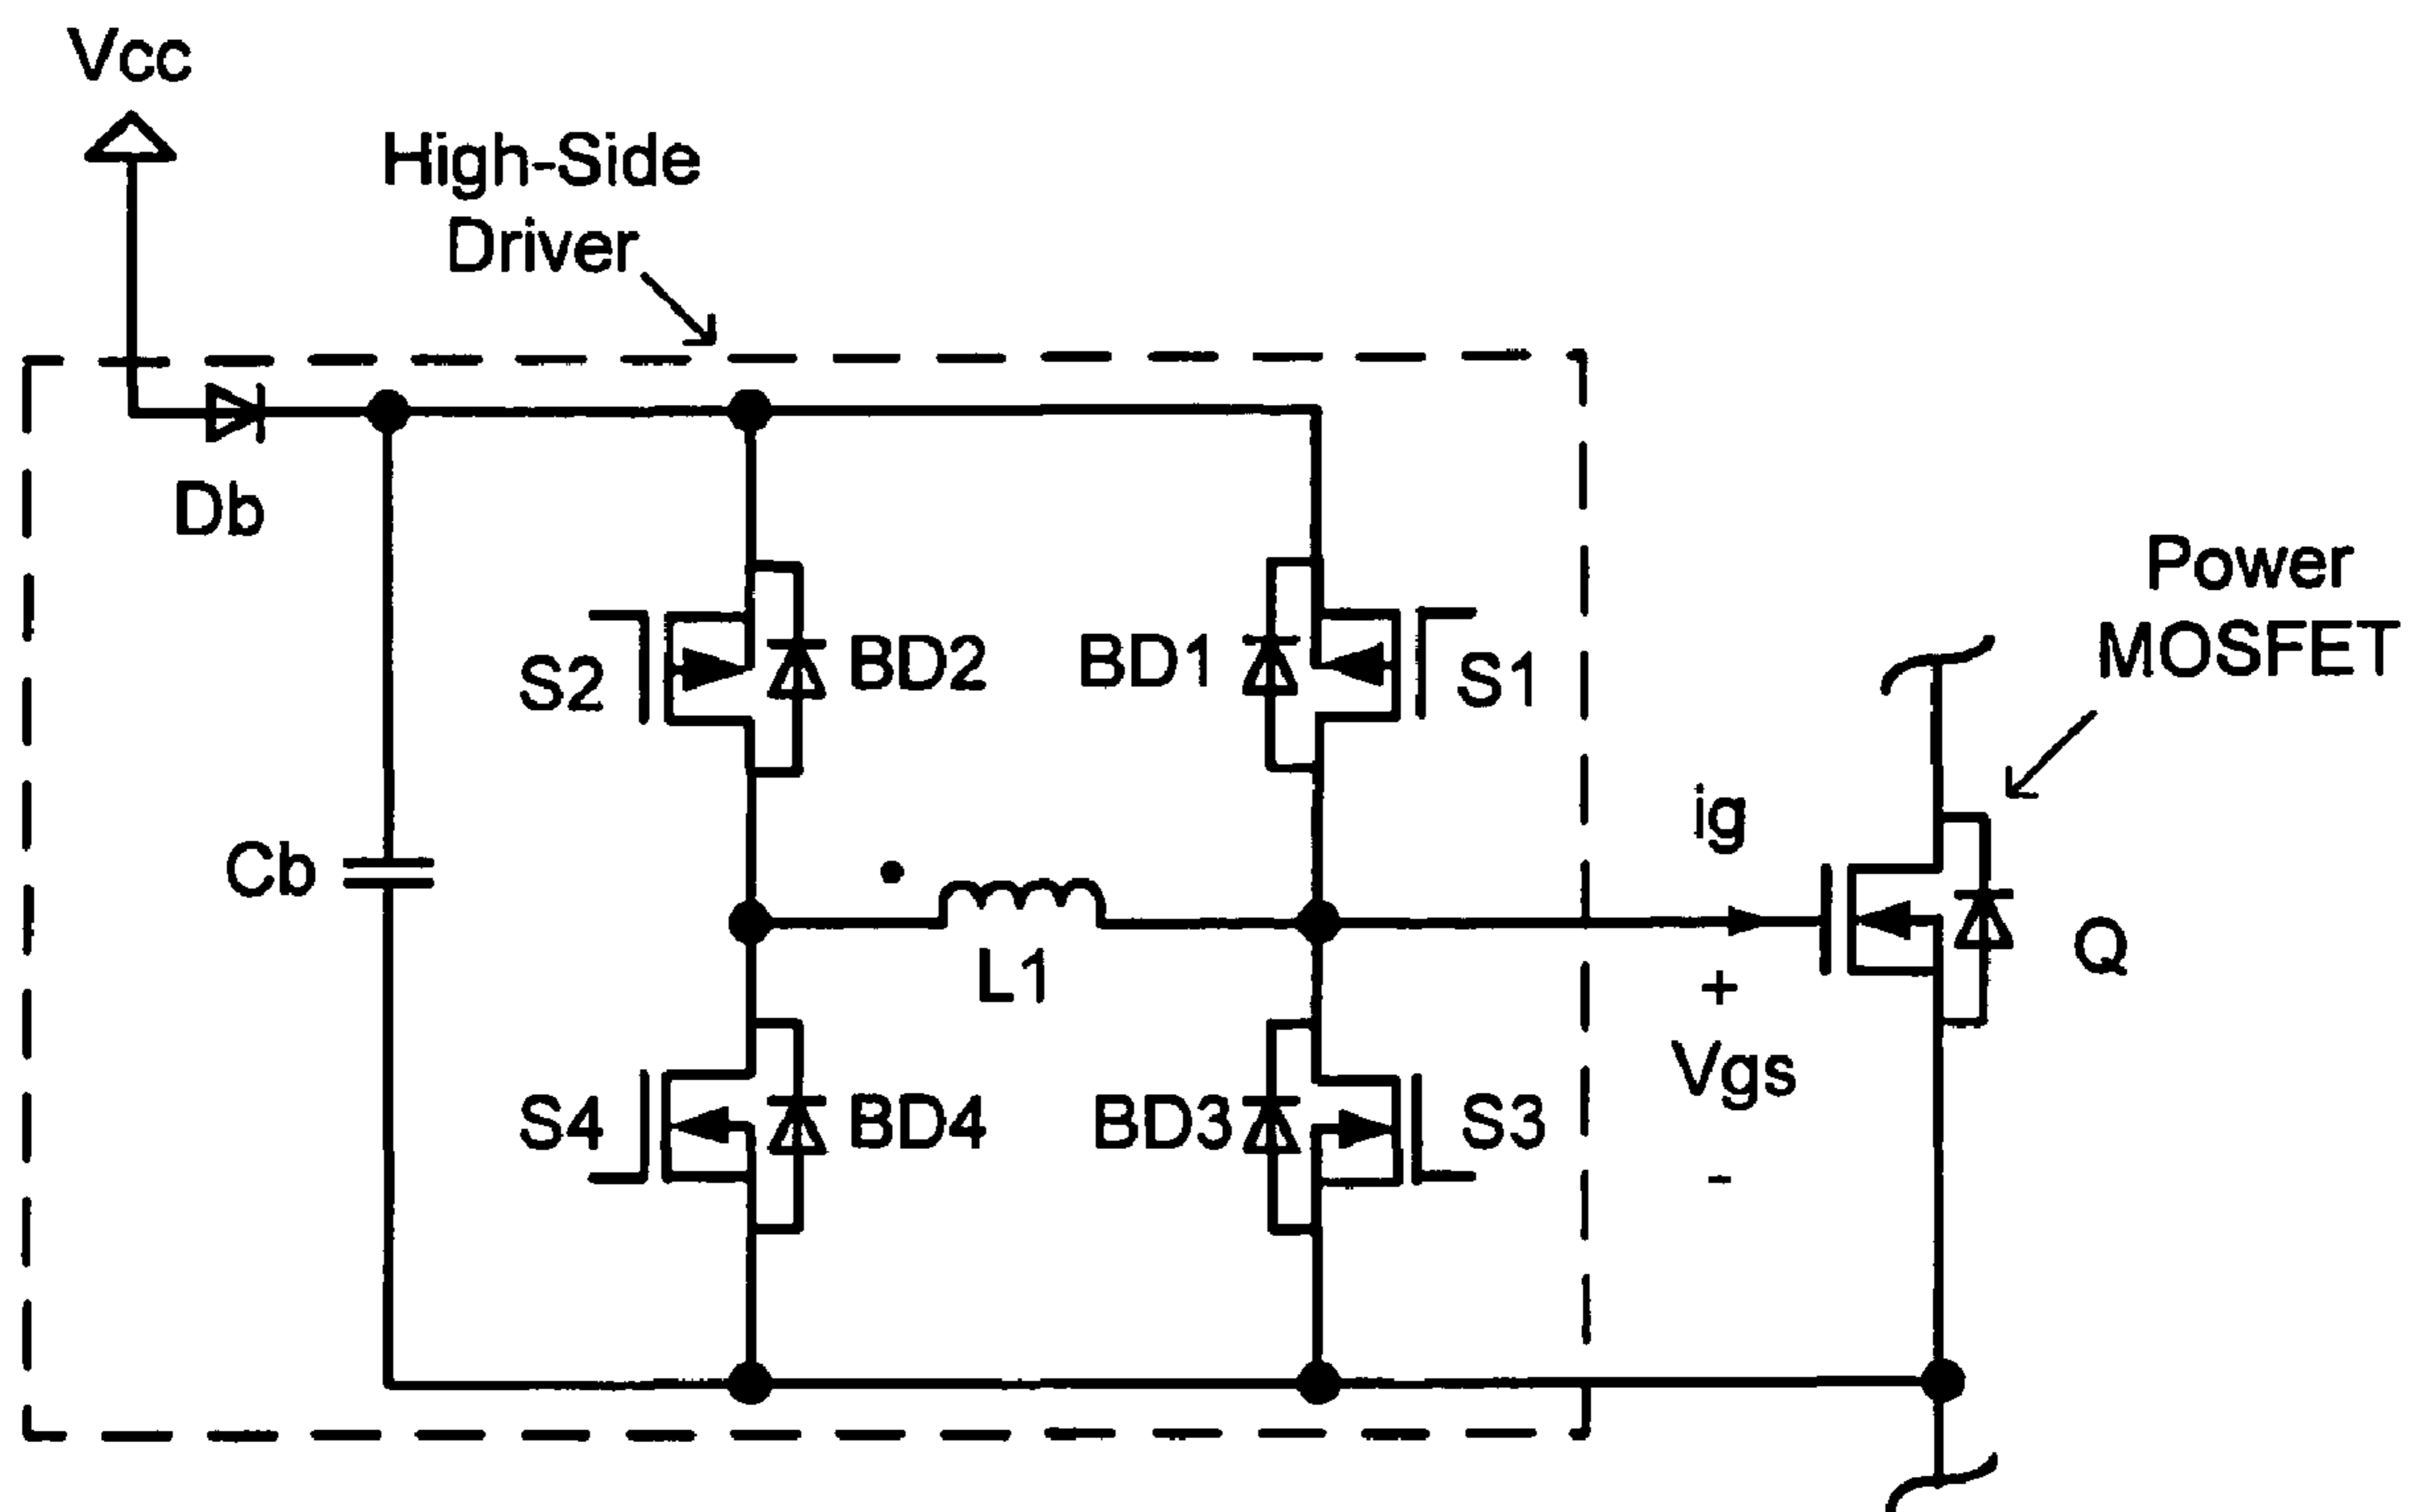 Vcc
High-Side
Driver
Db
Power
MOSFET
S2
BD2
BD1
S1
ig
Cb
L1
Q
+
Vgs
-
S4
BD4
BD3
S3